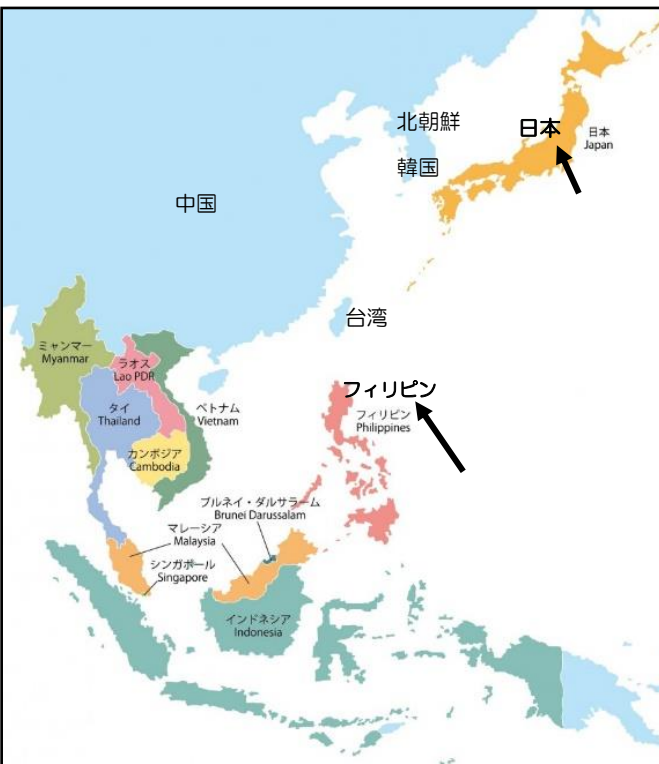 北朝鮮
日本
日本
Japan
韓国
中国
台湾
ミャンマー
Myanmar
ラオス
Lao PDR
タイ
Thailand
ベトナム
Vietnam
カンボジア
Cambodia
フィリピン
フィリピン
Philippines
ブルネイ・ダルサラーム
Brunei Darussalam
マレーシア
Malaysia
シンガポール
Singapore
インドネシア
Indonesia